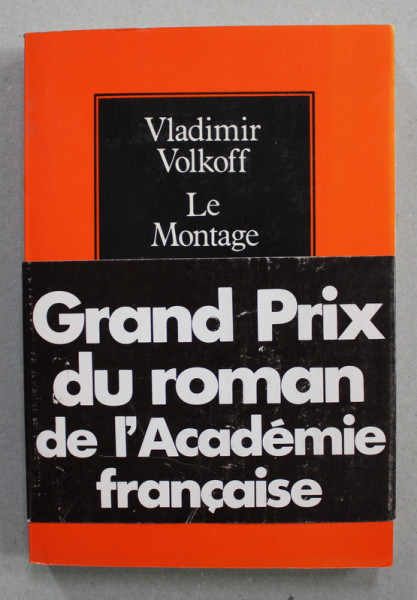 Vladimir
Volkoff
Le
Montage
Grand Prix
du roman
de l'Académie
française